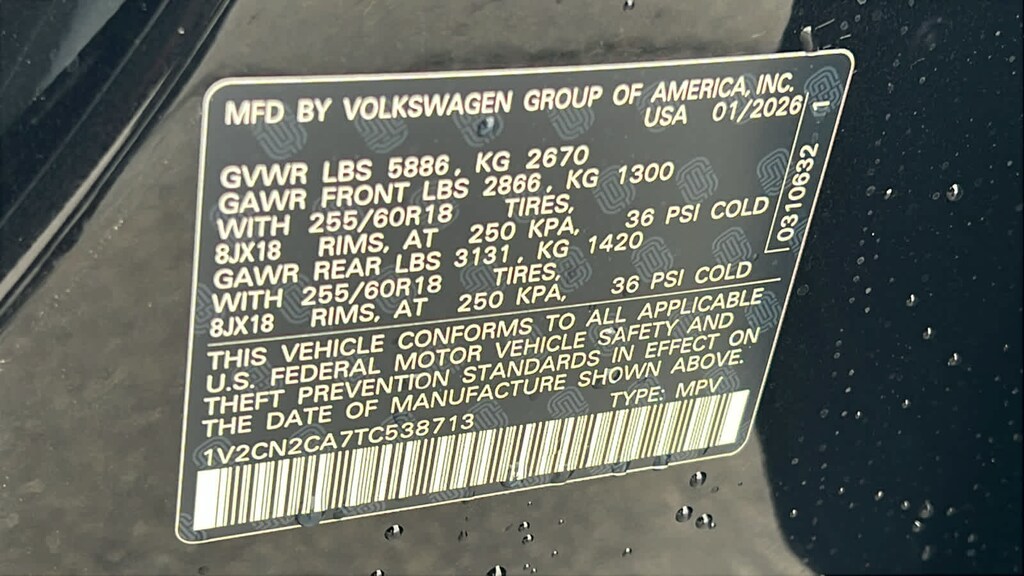 MFD BY VOLKSWAGEN GROUP OF AMERICA, INC.
USA 01/2026
GVWR LBS 5886, KG 2670
GAWR FRONT LBS 2866, KG 1300
WITH 255/60R18 TIRES,
8JX18 RIMS, AT 250 KPA, 36 PSI COLD
GAWR REAR LBS 3131, KG 1420
WITH 255/60R18 TIRES,
8JX18 RIMS, AT 250 KPA, 36 PSI COLD
0310632 - 1
THIS VEHICLE CONFORMS TO ALL APPLICABLE
U.S. FEDERAL MOTOR VEHICLE SAFETY AND
THEFT PREVENTION STANDARDS IN EFFECT ON
THE DATE OF MANUFACTURE SHOWN ABOVE.
1V2CN2CA7TC538713 TYPE: MPV